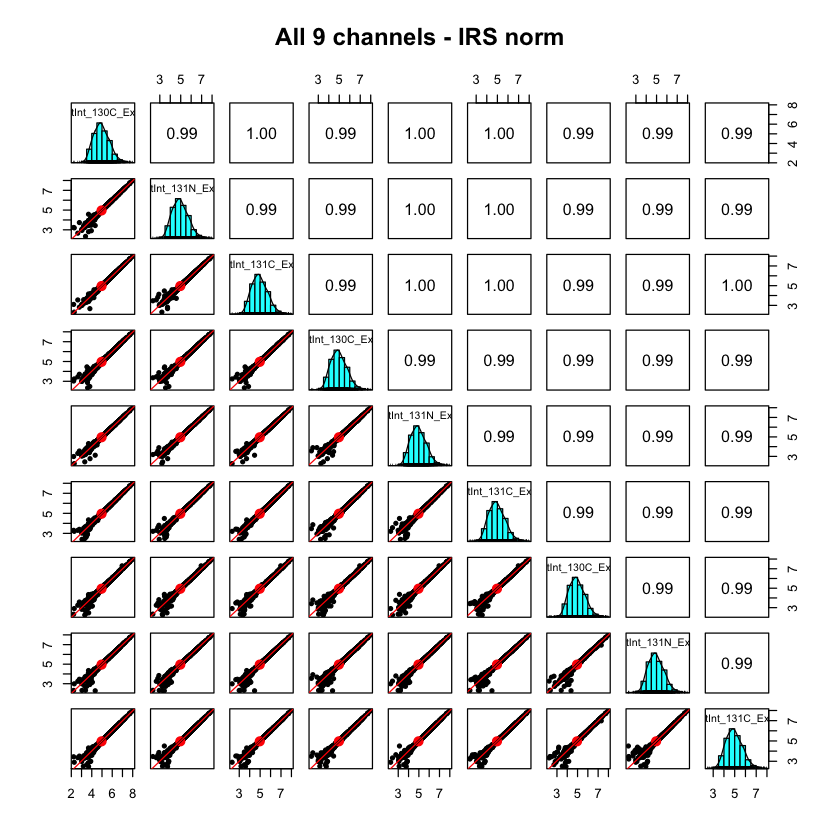 All 9 channels - IRS norm
3 5 7 3 5 7 3 5 7 3 5 7
tInt_130C_Ex 0.99 1.00 0.99 1.00 1.00 0.99 0.99 0.99 2 4 6 8
3 5 7 tInt_131N_Ex 0.99 0.99 1.00 1.00 0.99 0.99 0.99
tInt_131C_Ex 0.99 1.00 1.00 0.99 0.99 1.00 3 5 7
3 5 7 tInt_130C_Ex 0.99 0.99 0.99 0.99 0.99
tInt_131N_Ex 0.99 0.99 0.99 0.99 3 5 7
3 5 7 tInt_131C_Ex 0.99 0.99 0.99
tInt_130C_Ex 0.99 0.99 3 5 7
3 5 7 tInt_131N_Ex 0.99
tInt_131C_Ex 3 5 7
2 4 6 8 3 5 7 3 5 7 3 5 7 3 5 7